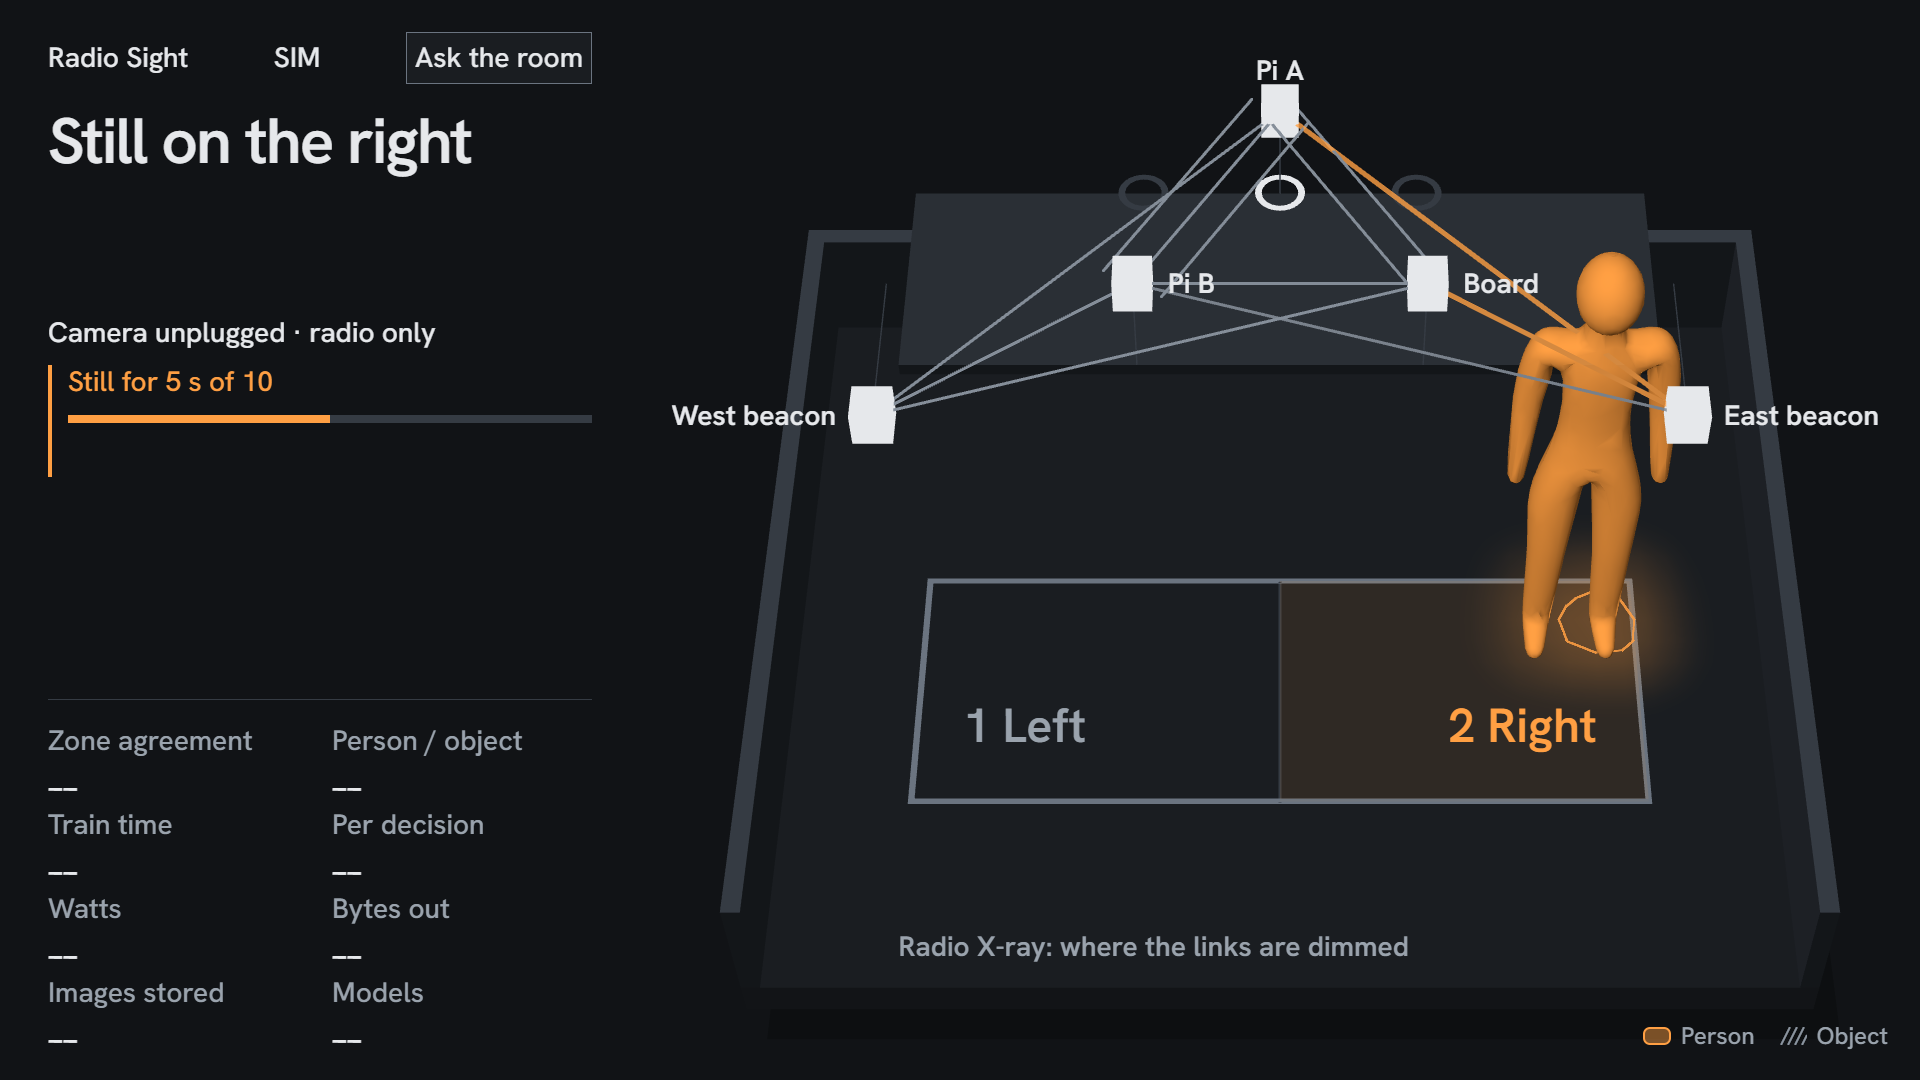 Radio Sight
SIM
Ask the room
Still on the right
Camera unplugged · radio only
Still for 5 s of 10
Zone agreement
Person / object
––
––
Train time
Per decision
––
––
Watts
Bytes out
––
––
Images stored
Models
––
––
Pi A
Pi B
Board
West beacon
East beacon
1 Left
2 Right
Radio X-ray: where the links are dimmed
Person
Object